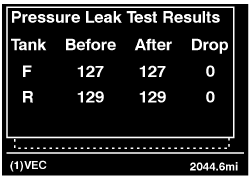 Pressure Leak Test Results
Tank Before After Drop
F 127 127 0
R 129 129 0
(1)VEC 2044.6mi